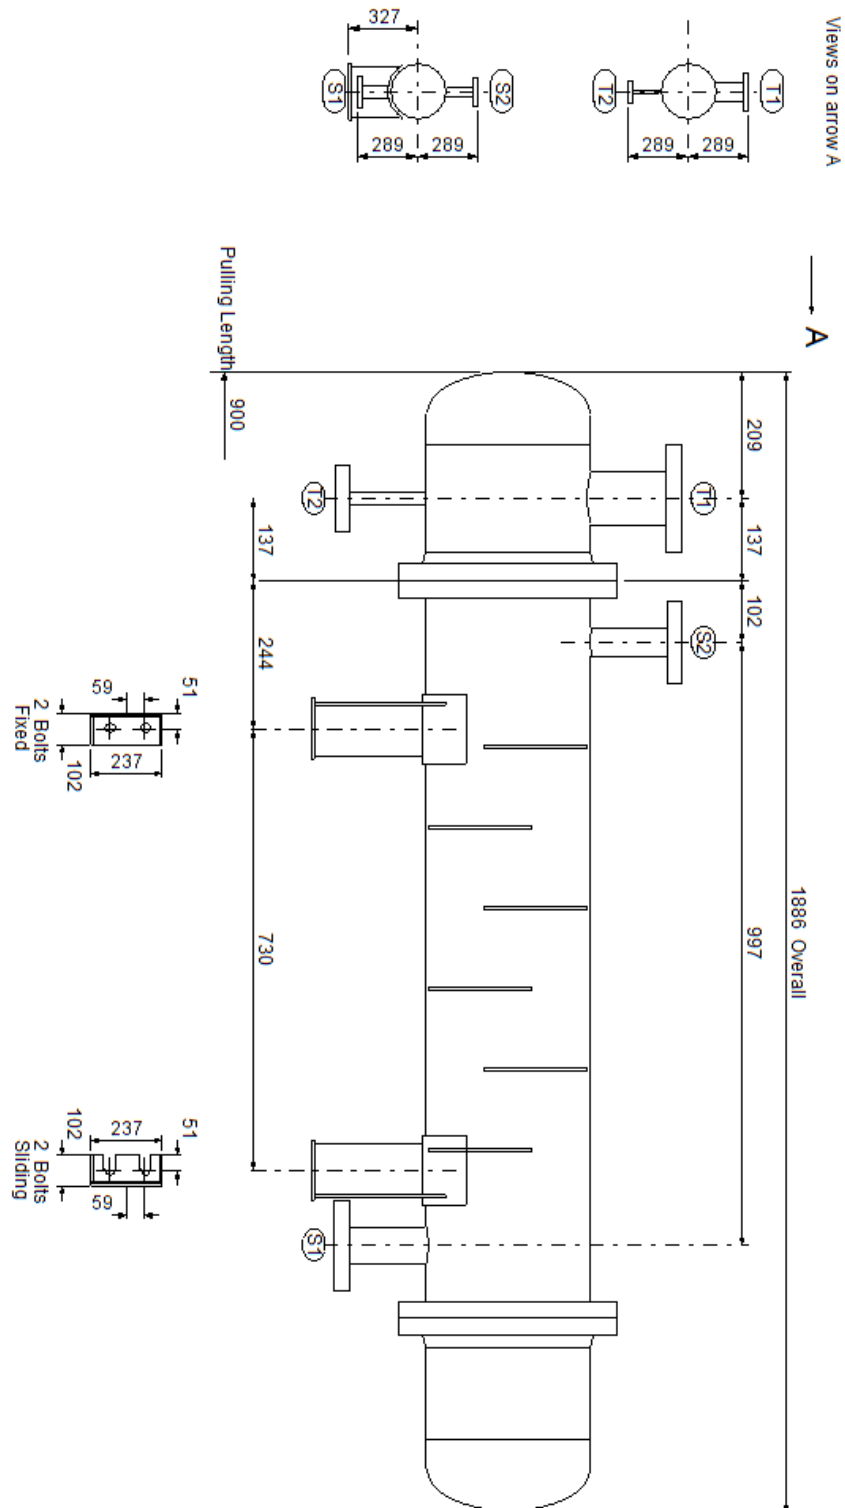 Views on arrow A
327
S1
S2
289
289
T2
T1
289
289
A
Pulling Length
900
209
T2
T1
137
137
102
244
S2
51
59
2 Bolts
Fixed
102
237
1886 Overall
997
730
51
237
102
2 Bolts
Sliding
59
S1